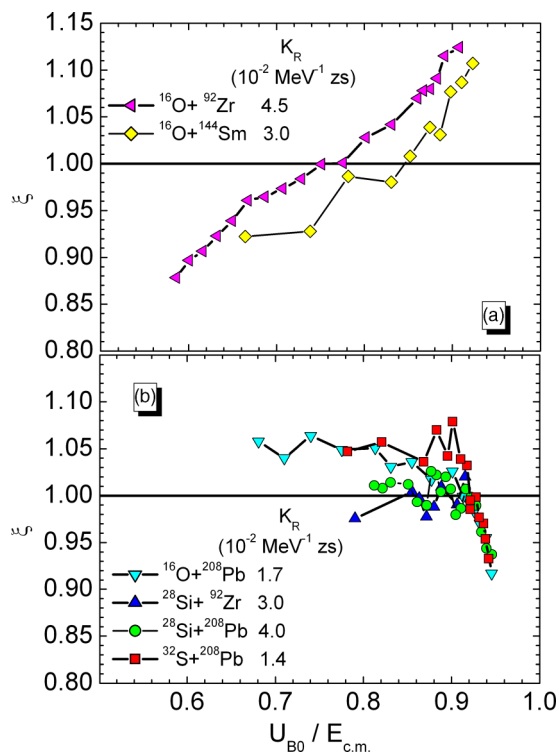 1.15
(a)
K_R
(10⁻² MeV⁻¹ zs)
1.10
¹⁶O+ ⁹²Zr 4.5
¹⁶O+¹⁴⁴Sm 3.0
1.05
1.00
ξ
0.95
0.90
(a)
0.85
0.80
(b)
1.10
1.05
1.00
ξ
K_R
(10⁻² MeV⁻¹ zs)
0.95
¹⁶O+²⁰⁸Pb 1.7
0.90
²⁸Si+ ⁹²Zr 3.0
²⁸Si+²⁰⁸Pb 4.0
0.85
³²S+²⁰⁸Pb 1.4
0.80
0.6 0.7 0.8 0.9 1.0
U_B0 / E_c.m.